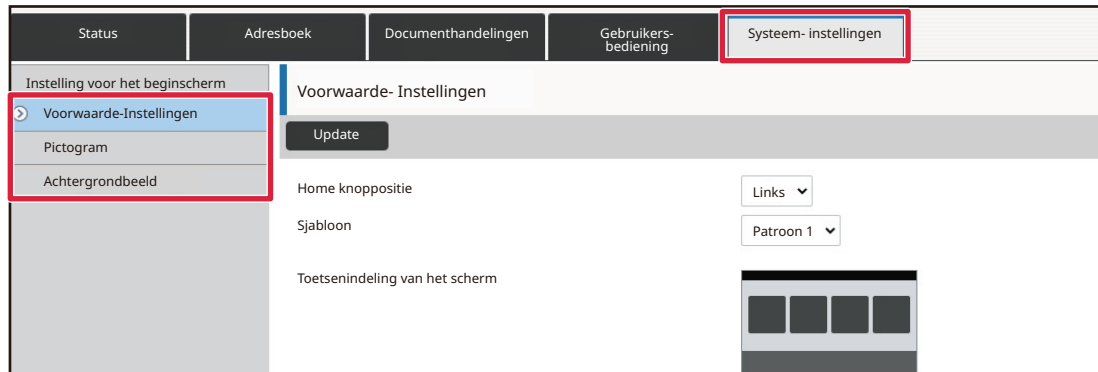 Status
Adresboek
Documenthandelingen
Gebruikers-
bediening
Systeem- instellingen
Instelling voor het beginscherm
Voorwaarde-Instellingen
Pictogram
Achtergrondbeeld
Voorwaarde- Instellingen
Update
Home knoppositie
Links
Sjabloon
Patroon 1
Toetsenindeling van het scherm